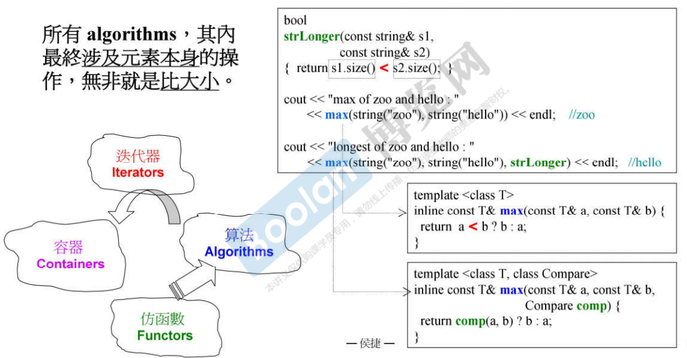 所有 algorithms，其內
最終涉及元素本身的操
作，無非就是比大小。
迭代器
Iterators
容器
Containers
算法
Algorithms
仿函數
Functors
bool
strLonger(const string& s1,
const string& s2)
{ return s1.size() < s2.size(); }
cout << "max of zoo and hello : "
<< max(string("zoo"), string("hello")) << endl; //zoo
cout << "longest of zoo and hello : "
<< max(string("zoo"), string("hello"), strLonger) << endl; //hello
template <class T>
inline const T& max(const T& a, const T& b) {
return a < b ? b : a;
}
template <class T, class Compare>
inline const T& max(const T& a, const T& b,
Compare comp) {
return comp(a, b) ? b : a;
}
— 侯捷 —
Boolan 博览网